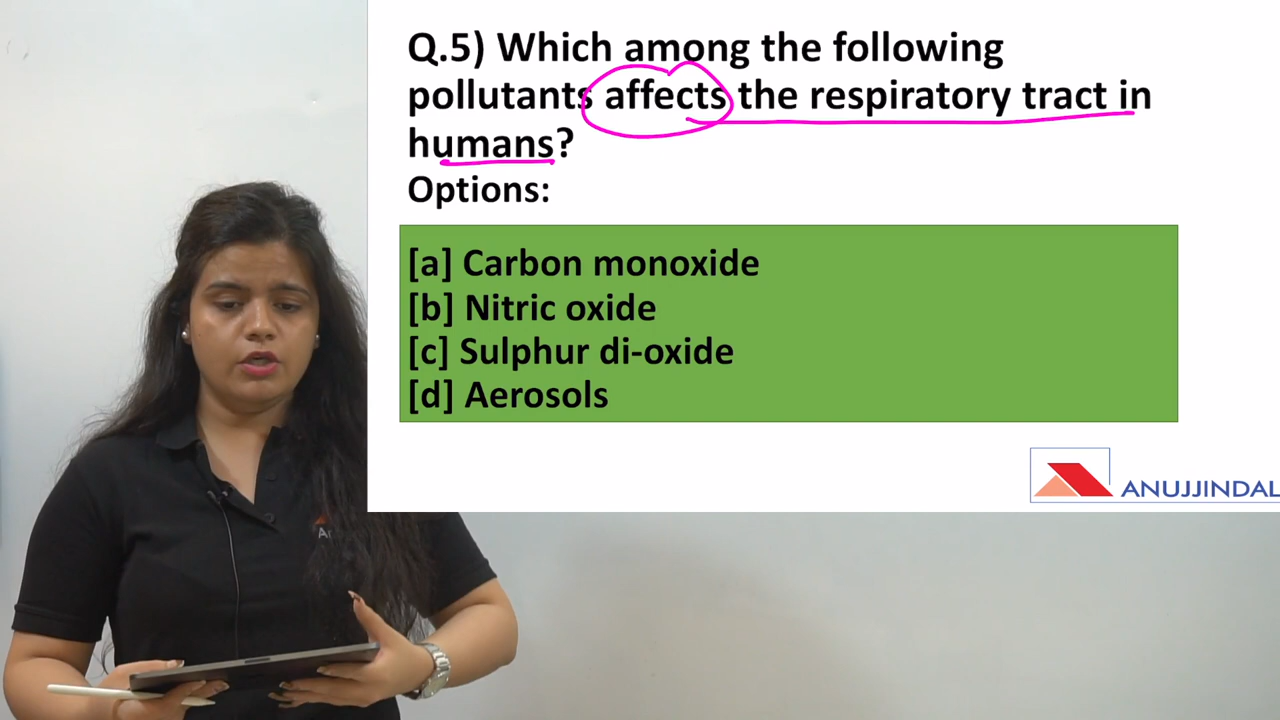 Q.5) Which among the following
pollutants affects the respiratory tract in
humans?
Options:
[a] Carbon monoxide
[b] Nitric oxide
[c] Sulphur di-oxide
[d] Aerosols
ANUJJINDAL